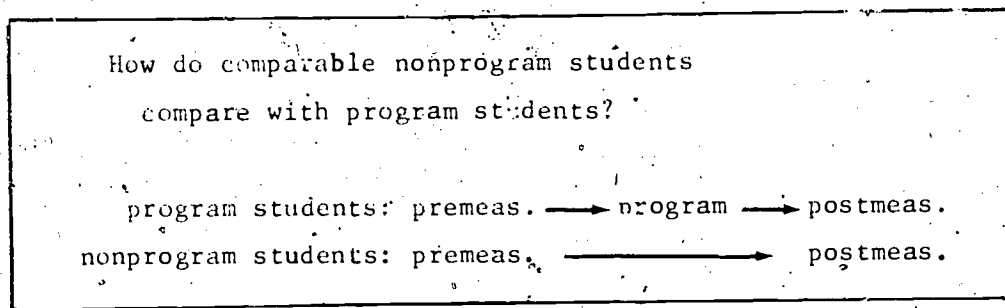 How do comparable nonprogram students
compare with program students?
program students: premeas. → program → postmeas.
nonprogram students: premeas. → postmeas.